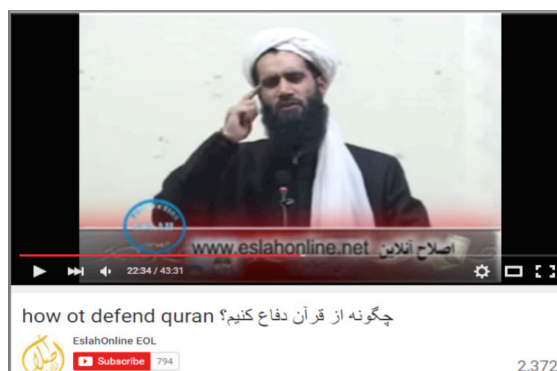 www.eslahonline.net اصلاح آنلاین
22:34 / 43:31
how ot defend quran چگونه از قرآن دفاع کنیم؟
EslahOnline EOL
Subscribe 794
2,372